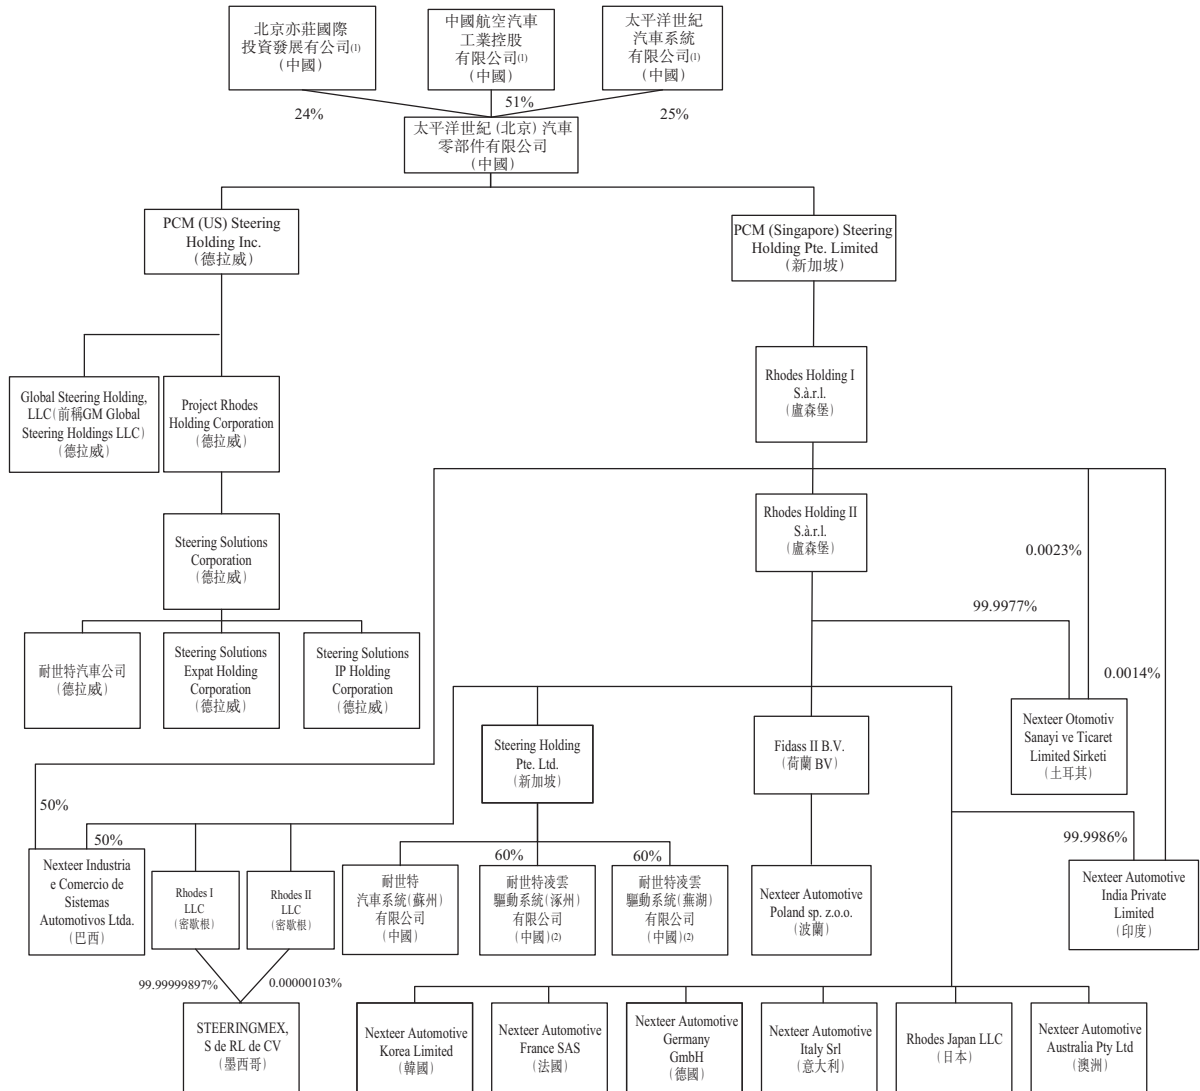 北京亦莊國際
投資發展有公司(1)
(中國)
中國航空汽車
工業控股
有限公司(1)
(中國)
太平洋世紀
汽車系統
有限公司(1)
(中國)
24%
51%
25%
太平洋世紀(北京)汽車
零部件有限公司
(中國)
PCM (US) Steering
Holding Inc.
(德拉威)
PCM (Singapore) Steering
Holding Pte. Limited
(新加坡)
Global Steering Holding,
LLC(前稱GM Global
Steering Holdings LLC)
(德拉威)
Project Rhodes
Holding Corporation
(德拉威)
Rhodes Holding I
S.à.r.l.
(盧森堡)
Steering Solutions
Corporation
(德拉威)
Rhodes Holding II
S.à.r.l.
(盧森堡)
0.0023%
99.9977%
0.0014%
耐世特汽車公司
(德拉威)
Steering Solutions
Expat Holding
Corporation
(德拉威)
Steering Solutions
IP Holding
Corporation
(德拉威)
Steering Holding
Pte. Ltd.
(新加坡)
Fidass II B.V.
(荷蘭 BV)
Nexteer Otomotiv
Sanayi ve Ticaret
Limited Sirketi
(土耳其)
50%
50%
60%
60%
99.9986%
Nexteer Industria
e Comercio de
Sistemas
Automotivos Ltda.
(巴西)
Rhodes I
LLC
(密歇根)
Rhodes II
LLC
(密歇根)
耐世特
汽車系統(蘇州)
有限公司
(中國)
耐世特凌雲
驅動系統(涿州)
有限公司
(中國)(2)
耐世特凌雲
驅動系統(蕪湖)
有限公司
(中國)(2)
Nexteer Automotive
Poland sp. z.o.o.
(波蘭)
Nexteer Automotive
India Private
Limited
(印度)
99.99999897%
0.00000103%
STEERINGMEX,
S de RL de CV
(墨西哥)
Nexteer Automotive
Korea Limited
(韓國)
Nexteer Automotive
France SAS
(法國)
Nexteer Automotive
Germany
GmbH
(德國)
Nexteer Automotive
Italy Srl
(意大利)
Rhodes Japan LLC
(日本)
Nexteer Automotive
Australia Pty Ltd
(澳洲)